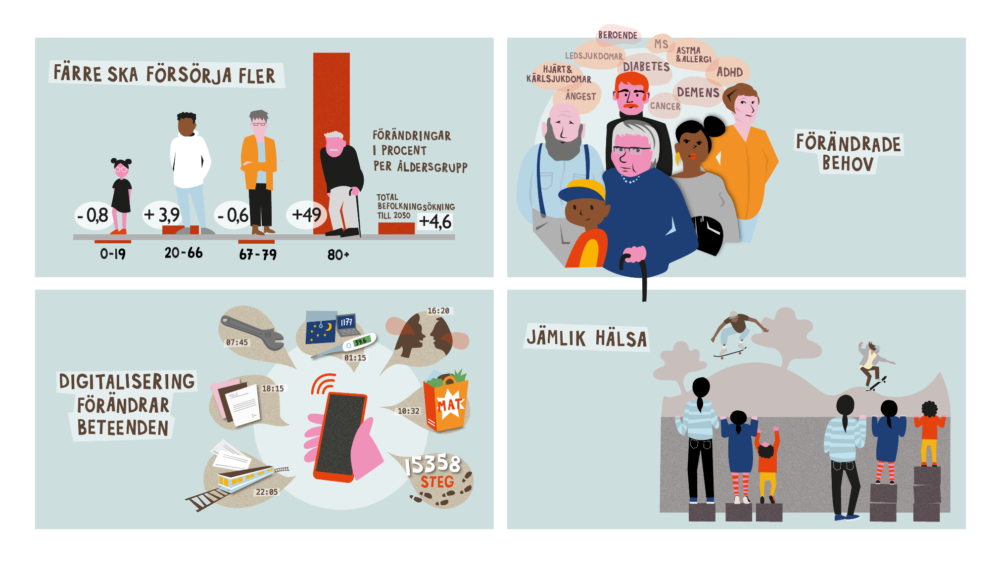 FÄRRE SKA FÖRSÖRJA FLER
FÖRÄNDRINGAR
I PROCENT
PER ÅLDERSGRUPP
TOTAL
BEFOLKNINGSÖKNING
TILL 2030
+4,6
-0,8
+3,9
-0,6
+49
0-19
20-66
67-79
80+
BEROENDE
MS
LEDSJUKDOMAR
ASTMA
& ALLERGI
DIABETES
HJÄRT &
KÄRLSJUKDOMAR
ADHD
ÅNGEST
DEMENS
CANCER
FÖRÄNDRADE
BEHOV
DIGITALISERING
FÖRÄNDRAR
BETEENDEN
07:45
1177
39.6
01:15
16:20
TELE
18:15
10:32
MAT
22:05
15358
STEG
JÄMLIK HÄLSA